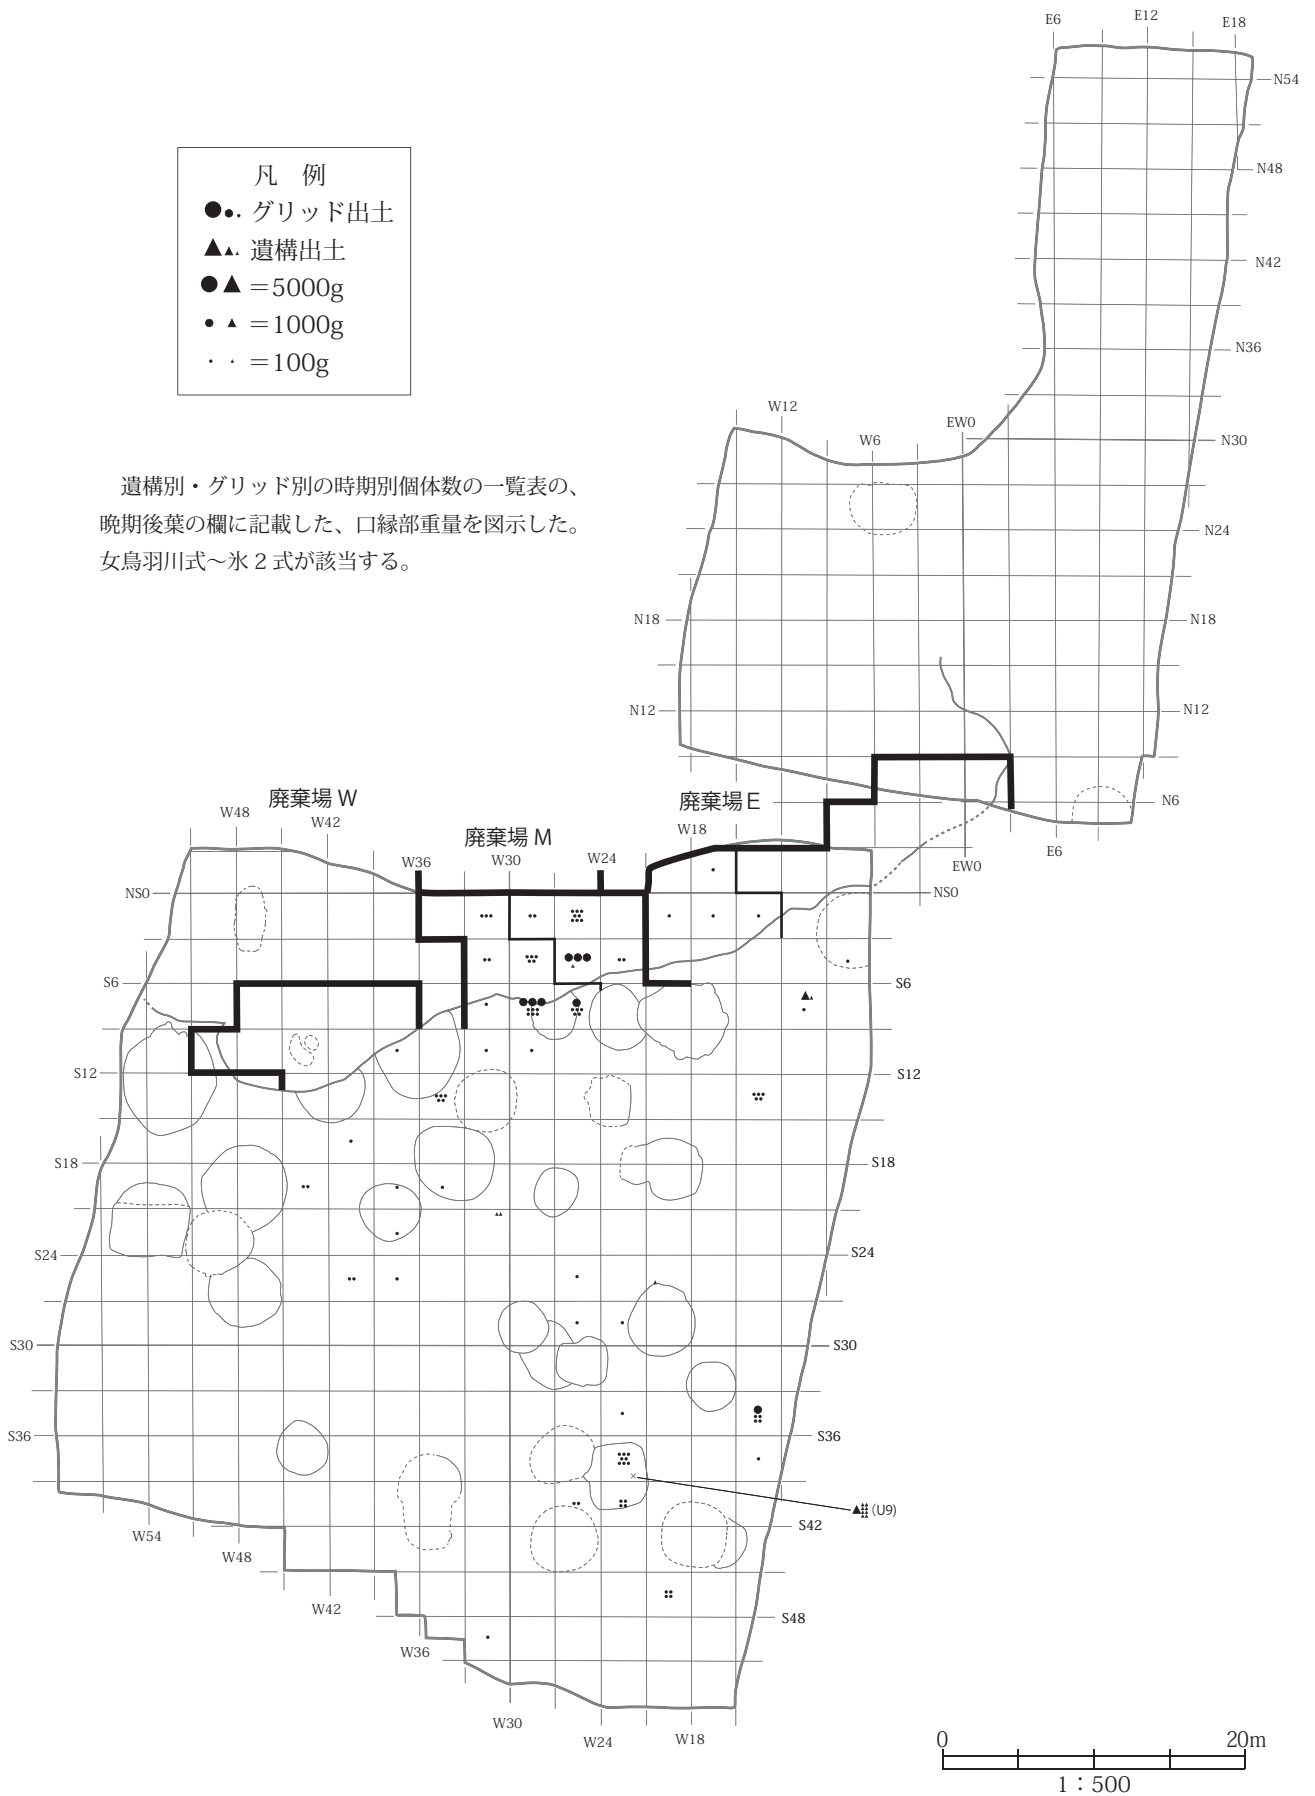 E6
E12
E18
N54
N48
N42
N36
N30
N24
N18
N12
N6
凡　例
グリッド出土
遺構出土
＝5000g
＝1000g
＝100g
遺構別・グリッド別の時期別個体数の一覧表の、
晩期後葉の欄に記載した、口縁部重量を図示した。
女鳥羽川式～氷２式が該当する。
W12
W6
EW0
N18
N12
E6
EW0
廃棄場 W
廃棄場 M
廃棄場 E
W48
W42
W36
W30
W24
W18
NS0
NS0
S6
S6
S12
S12
S18
S18
S24
S24
S30
S30
S36
S36
(U9)
S42
S48
W54
W48
W42
W36
W30
W24
W18
0
20m
1：500